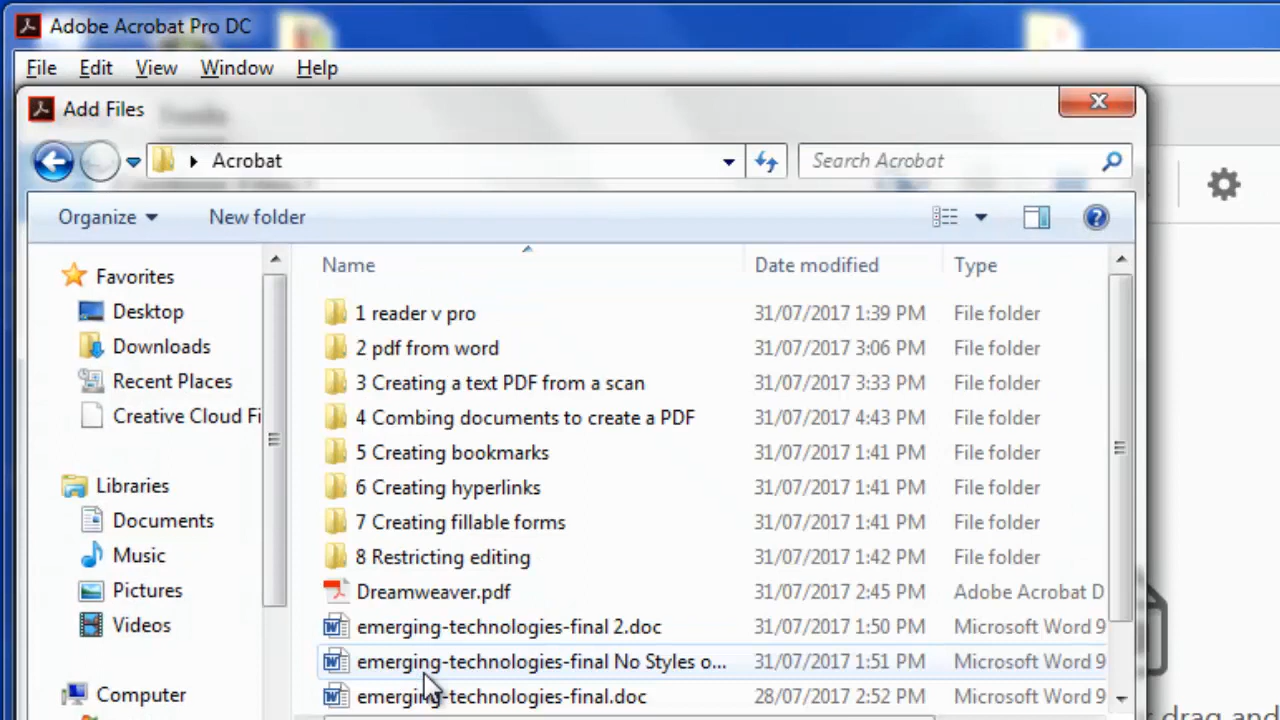 Adobe Acrobat Pro DC
File Edit View Window Help
Add Files
Acrobat
Search Acrobat
Organize New folder
Name Date modified Type
Favorites
Desktop
Downloads
Recent Places
Creative Cloud Fi
Libraries
Documents
Music
Pictures
Videos
Computer
1 reader v pro 31/07/2017 1:39 PM File folder
2 pdf from word 31/07/2017 3:06 PM File folder
3 Creating a text PDF from a scan 31/07/2017 3:33 PM File folder
4 Combing documents to create a PDF 31/07/2017 4:43 PM File folder
5 Creating bookmarks 31/07/2017 1:41 PM File folder
6 Creating hyperlinks 31/07/2017 1:41 PM File folder
7 Creating fillable forms 31/07/2017 1:41 PM File folder
8 Restricting editing 31/07/2017 1:42 PM File folder
Dreamweaver.pdf 31/07/2017 2:45 PM Adobe Acrobat D
emerging-technologies-final 2.doc 31/07/2017 1:50 PM Microsoft Word 9
emerging-technologies-final No Styles o... 31/07/2017 1:51 PM Microsoft Word 9
emerging-technologies-final.doc 28/07/2017 2:52 PM Microsoft Word 9
drag and